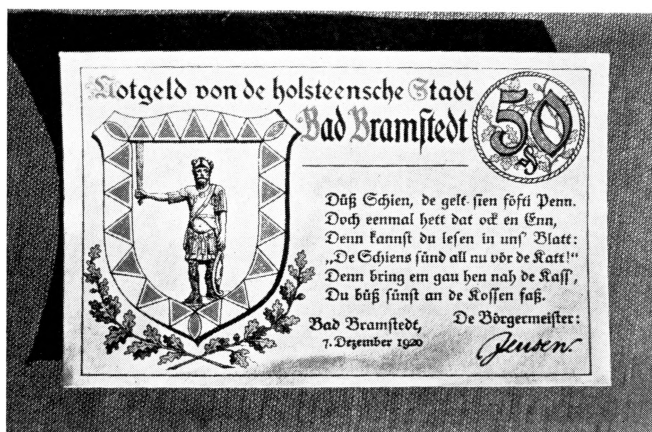 Notgeld von de holsteensche Stadt
Bad Bramstedt
50
Düß Schien, de gelt sien föfti Penn.
Doch eenmal hett dat ock en Enn,
Denn kannst du lesen in uns' Blatt:
„De Schiens sünd all nu vör de Katt!“
Denn bring em gau hen nah de Kass',
Du büß sünst an de Kossen faß.
Bad Bramstedt,
7. Dezember 1920
De Börgermeister:
Jensen.